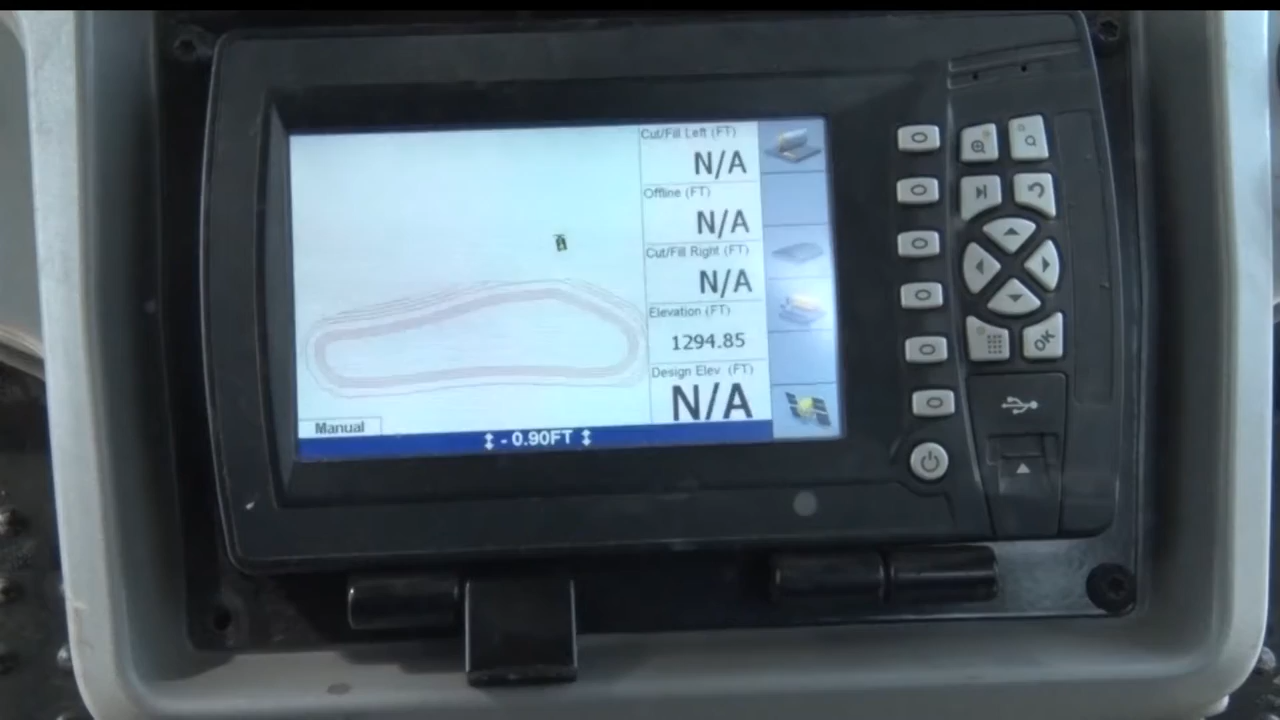 Cut/Fill Left (FT)
N/A
Offline (FT)
N/A
Cut/Fill Right (FT)
N/A
Elevation (FT)
1294.85
Design Elev (FT)
N/A
Manual
- 0.90FT
OK